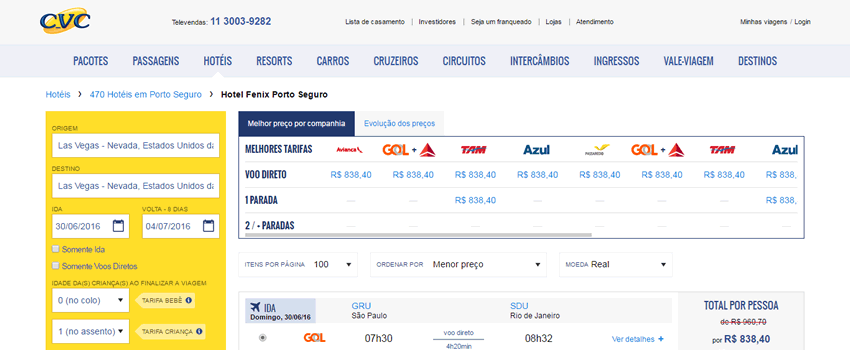 CVC
Televendas: 11 3003-9282
Lista de casamento | Investidores | Seja um franqueado | Lojas | Atendimento
Minhas viagens / Login
PACOTES PASSAGENS HOTÉIS RESORTS CARROS CRUZEIROS CIRCUITOS INTERCÂMBIOS INGRESSOS VALE-VIAGEM DESTINOS
Hotéis > 470 Hotéis em Porto Seguro > Hotel Fenix Porto Seguro
ORIGEM
Las Vegas - Nevada, Estados Unidos da
DESTINO
Las Vegas - Nevada, Estados Unidos da
IDA VOLTA - 8 DIAS
30/06/2016 04/07/2016
Somente Ida
Somente Voos Diretos
IDADE DA(S) CRIANÇA(S) AO FINALIZAR A VIAGEM
0 (no colo) TARIFA BEBÊ
1 (no assento) TARIFA CRIANÇA
Melhor preço por companhia Evolução dos preços
MELHORES TARIFAS Avianca GOL + TAM Azul PASSAREDO GOL + TAM Azul
VOO DIRETO R$ 838,40 R$ 838,40 R$ 838,40 R$ 838,40 R$ 838,40 R$ 838,40 R$ 838,40 R$ 838,
1 PARADA — — R$ 838,40 — — — — R$ 838,
2 / - PARADAS — — — — — — —
ITENS POR PÁGINA 100 ORDENAR POR Menor preço MOEDA Real
IDA
Domingo, 30/06/16
GRU
São Paulo
SDU
Rio de Janeiro
GOL 07h30 voo direto 08h32 Ver detalhes +
4h20min
TOTAL POR PESSOA
de R$ 960,70
por R$ 838,40